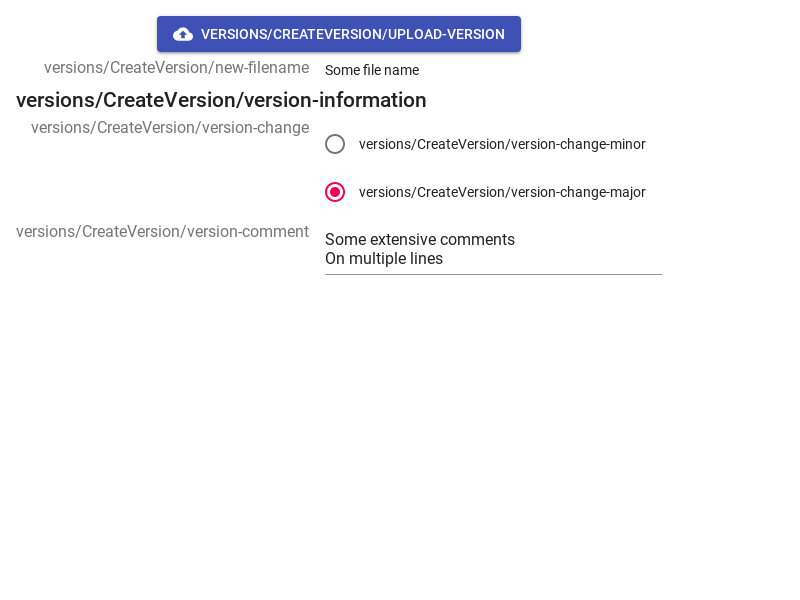 VERSIONS/CREATEVERSION/UPLOAD-VERSION
versions/CreateVersion/new-filename Some file name
versions/CreateVersion/version-information
versions/CreateVersion/version-change
versions/CreateVersion/version-change-minor
versions/CreateVersion/version-change-major
versions/CreateVersion/version-comment
Some extensive comments
On multiple lines